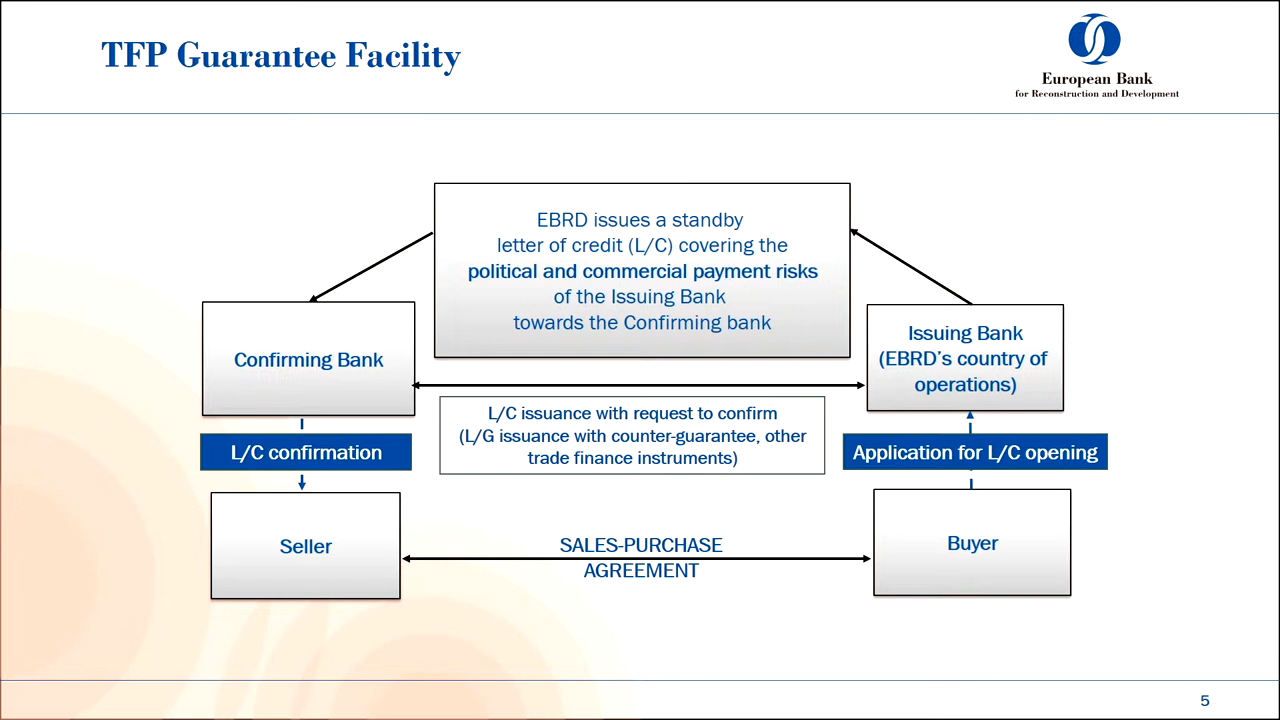 TFP Guarantee Facility
European Bank
for Reconstruction and Development
EBRD issues a standby
letter of credit (L/C) covering the
political and commercial payment risks
of the Issuing Bank
towards the Confirming bank
Confirming Bank
Issuing Bank
(EBRD's country of
operations)
L/C issuance with request to confirm
(L/G issuance with counter-guarantee, other
trade finance instruments)
L/C confirmation
Application for L/C opening
Seller
SALES-PURCHASE
AGREEMENT
Buyer
5